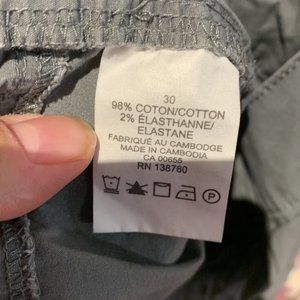 30
98% COTON/COTTON
2% ÉLASTHANNE/
ELASTANE
FABRIQUÉ AU CAMBODGE
MADE IN CAMBODIA
CA 00655
RN 138760
P